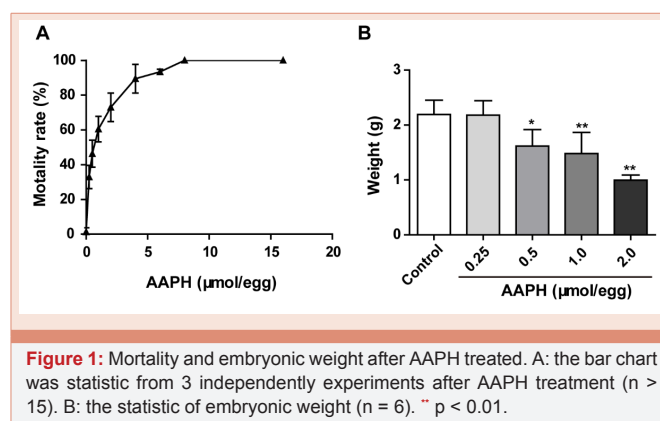 A
B
Motality rate (%)
100
80
60
40
20
0
0 5 10 15 20
AAPH (μmol/egg)
Weight (g)
3
2
1
0
* ** **
Control 0.25 0.5 1.0 2.0
AAPH (μmol/egg)
Figure 1: Mortality and embryonic weight after AAPH treated. A: the bar chart
was statistic from 3 independently experiments after AAPH treatment (n >
15). B: the statistic of embryonic weight (n = 6). ** p < 0.01.